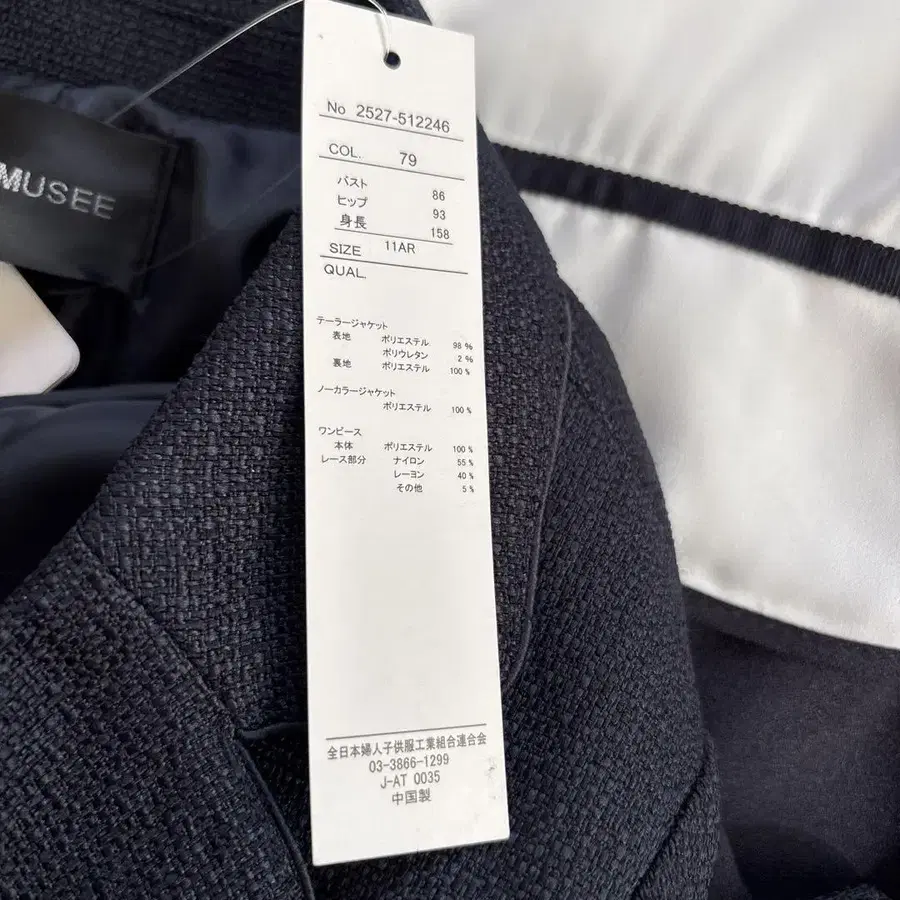 MUSEE
No 2527-512246
COL. 79
バスト 86
ヒップ 93
身長 158
SIZE 11AR
QUAL.
テーラージャケット
表地 ポリエステル 98 %
ポリウレタン 2 %
裏地 ポリエステル 100 %
ノーカラージャケット
ポリエステル 100 %
ワンピース
本体 ポリエステル 100 %
レース部分 ナイロン 55 %
レーヨン 40 %
その他 5 %
全日本婦人子供服工業組合連合会
03-3866-1299
J-AT 0035
中国製